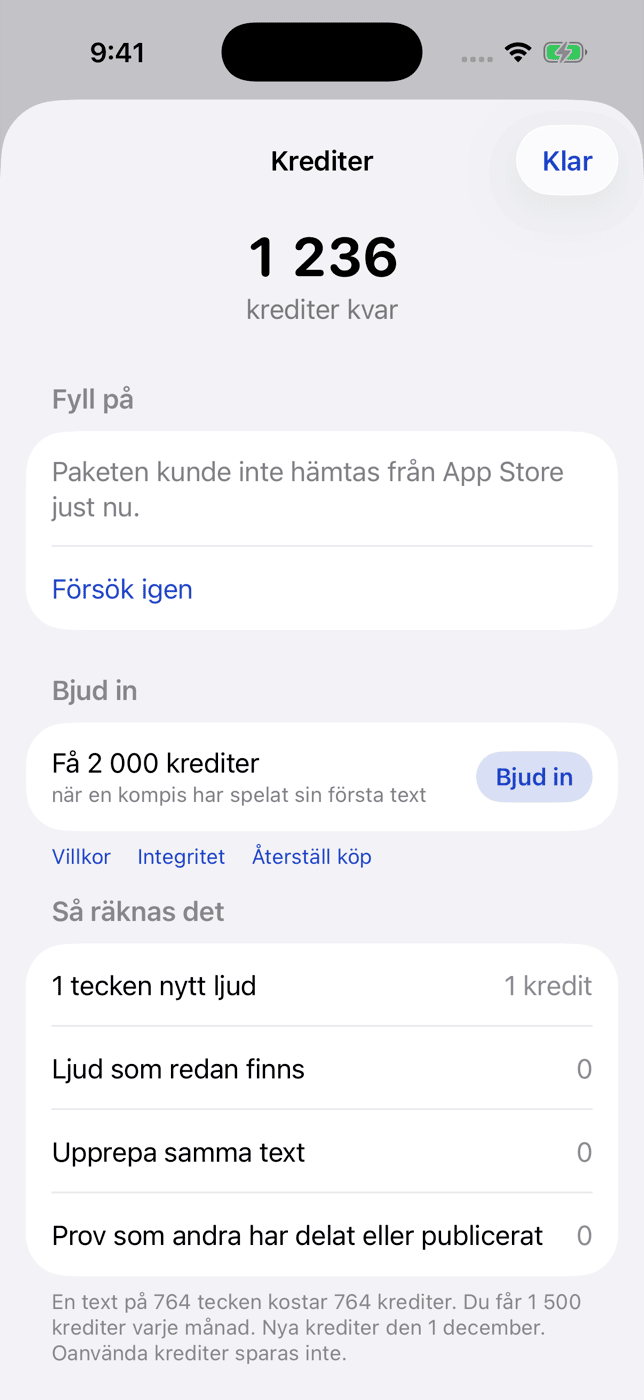 9:41
Krediter
Klar
1 236
krediter kvar
Fyll på
Paketen kunde inte hämtas från App Store
just nu.
Försök igen
Bjud in
Få 2 000 krediter
när en kompis har spelat sin första text
Bjud in
Villkor Integritet Återställ köp
Så räknas det
1 tecken nytt ljud 1 kredit
Ljud som redan finns 0
Upprepa samma text 0
Prov som andra har delat eller publicerat 0
En text på 764 tecken kostar 764 krediter. Du får 1 500
krediter varje månad. Nya krediter den 1 december.
Oanvända krediter sparas inte.